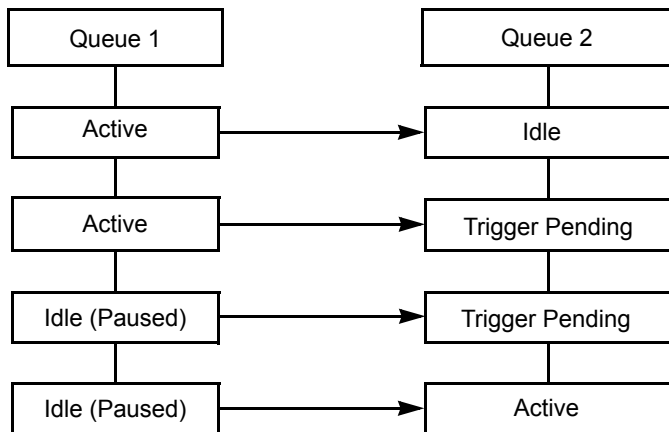 Queue 1
Queue 2
Active
Idle
Active
Trigger Pending
Idle (Paused)
Trigger Pending
Idle (Paused)
Active